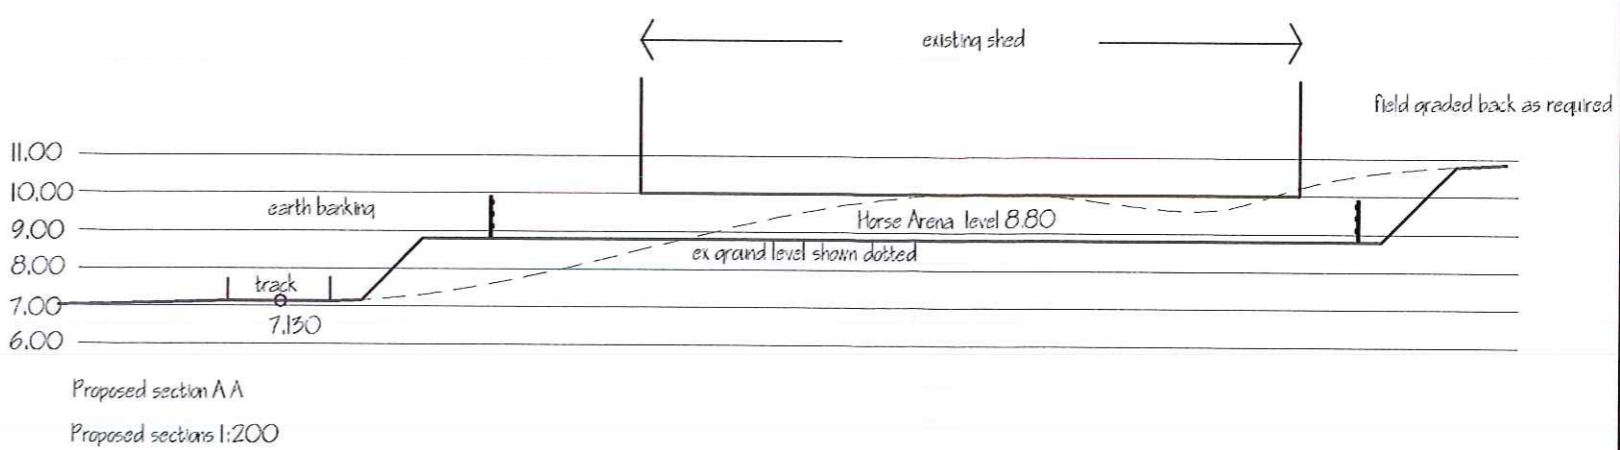 existing shed
field graded back as required
11.00
10.00
earth banking
9.00
Horse Arena level 8.80
ex ground level shown dotted
8.00
track
7.00
7.130
6.00
Proposed section A A
Proposed sections 1:200